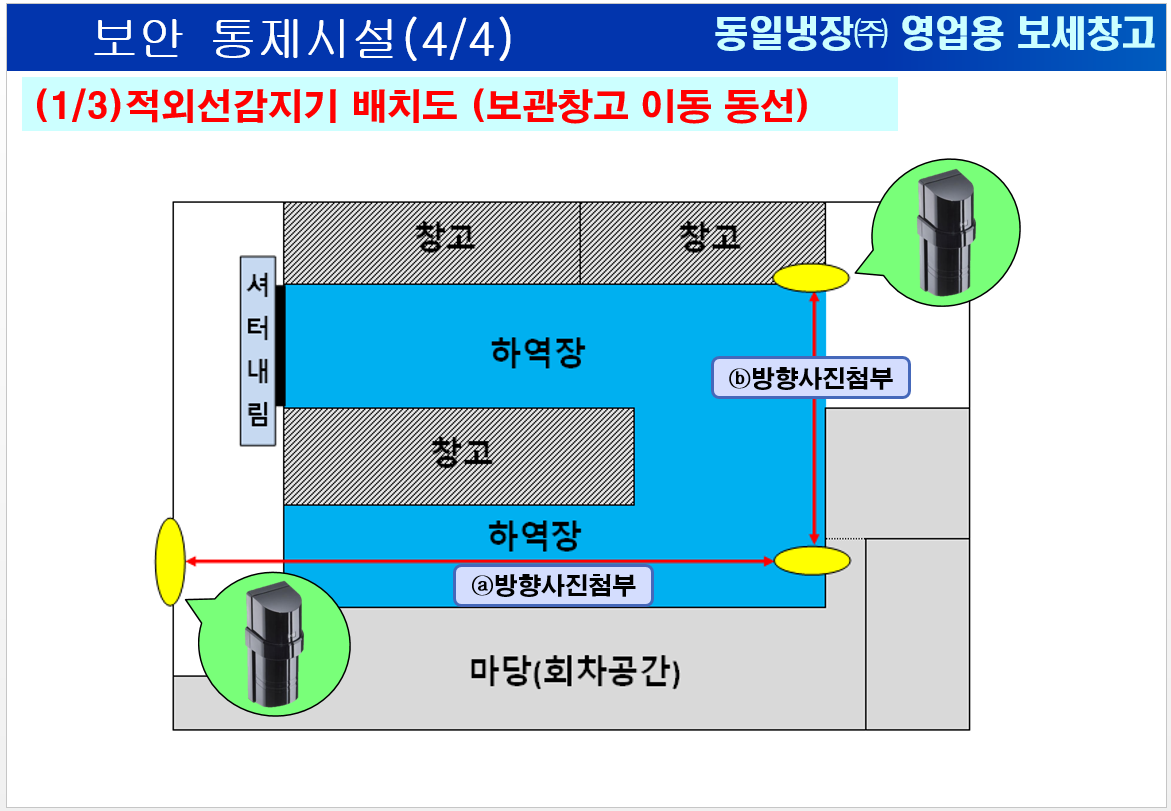 보안 통제시설(4/4)
동일냉장㈜ 영업용 보세창고
(1/3)적외선감지기 배치도 (보관창고 이동 동선)
창고
창고
셔
터
내
림
하역장
ⓑ방향사진첨부
창고
하역장
ⓐ방향사진첨부
마당(회차공간)